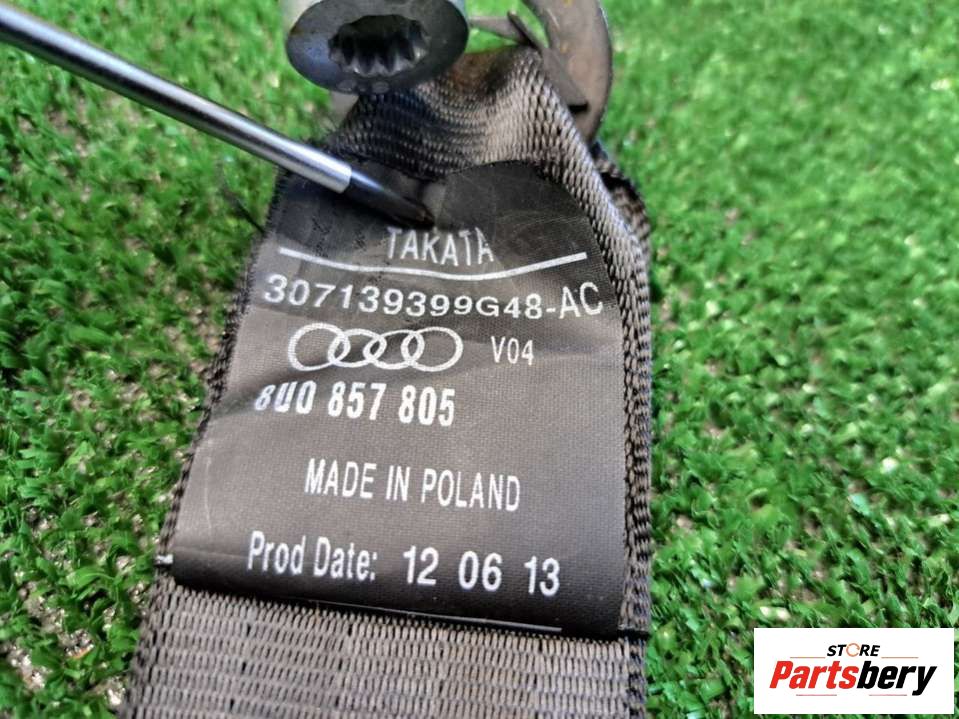 TAKATA
307139399G48-AC
V04
8U0 857 805
MADE IN POLAND
Prod Date: 12 06 13
STORE
Partsbery